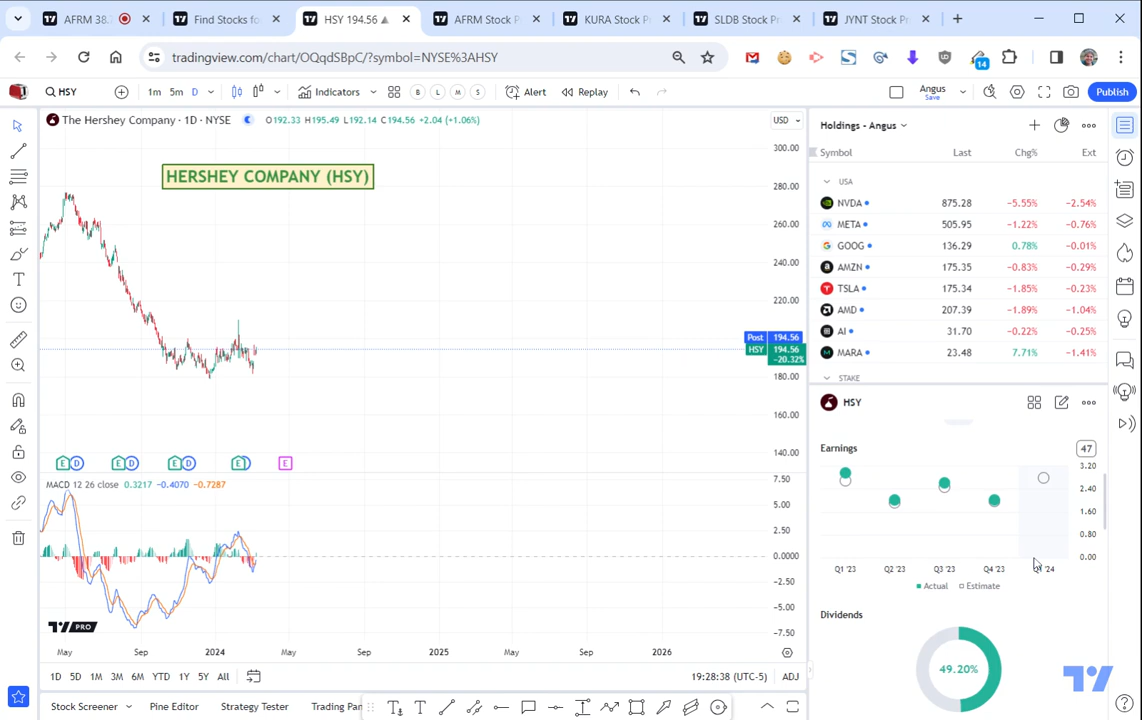 AFRM 38.
Find Stocks fo
HSY 194.56
AFRM Stock P
KURA Stock P
SLDB Stock Pr
JYNT Stock Pr
tradingview.com/chart/OQqdSBpC/?symbol=NYSE%3AHSY
14
HSY
1m 5m D
Indicators
B L M S
Alert
Replay
Angus
Save
Publish
The Hershey Company · 1D · NYSE O192.33 H195.49 L192.14 C194.56 +2.04 (+1.06%)
USD
HERSHEY COMPANY (HSY)
300.00
280.00
260.00
240.00
220.00
200.00
Post 194.56
HSY 194.56
−20.32%
180.00
160.00
140.00
E D E D E D E D E
MACD 12 26 close 0.3217 −0.4070 −0.7287
7.50
5.00
2.50
0.0000
−2.50
−5.00
−7.50
TV PRO
May Sep 2024 May Sep 2025 May Sep 2026
1D 5D 1M 3M 6M YTD 1Y 5Y All
19:28:38 (UTC-5) ADJ
Stock Screener
Pine Editor
Strategy Tester
Trading Pan
Holdings - Angus
Symbol Last Chg% Ext
USA
NVDA 875.28 −5.55% −2.54%
META 505.95 −1.22% −0.76%
GOOG 136.29 0.78% −0.01%
AMZN 175.35 −0.83% −0.29%
TSLA 175.34 −1.85% −0.23%
AMD 207.39 −1.89% −1.04%
AI 31.70 −0.22% −0.25%
MARA 23.48 7.71% −1.41%
STAKE
HSY
Earnings
47
3.20
2.40
1.60
0.80
0.00
Q1 '23 Q2 '23 Q3 '23 Q4 '23 Q1 '24
Actual Estimate
Dividends
49.20%